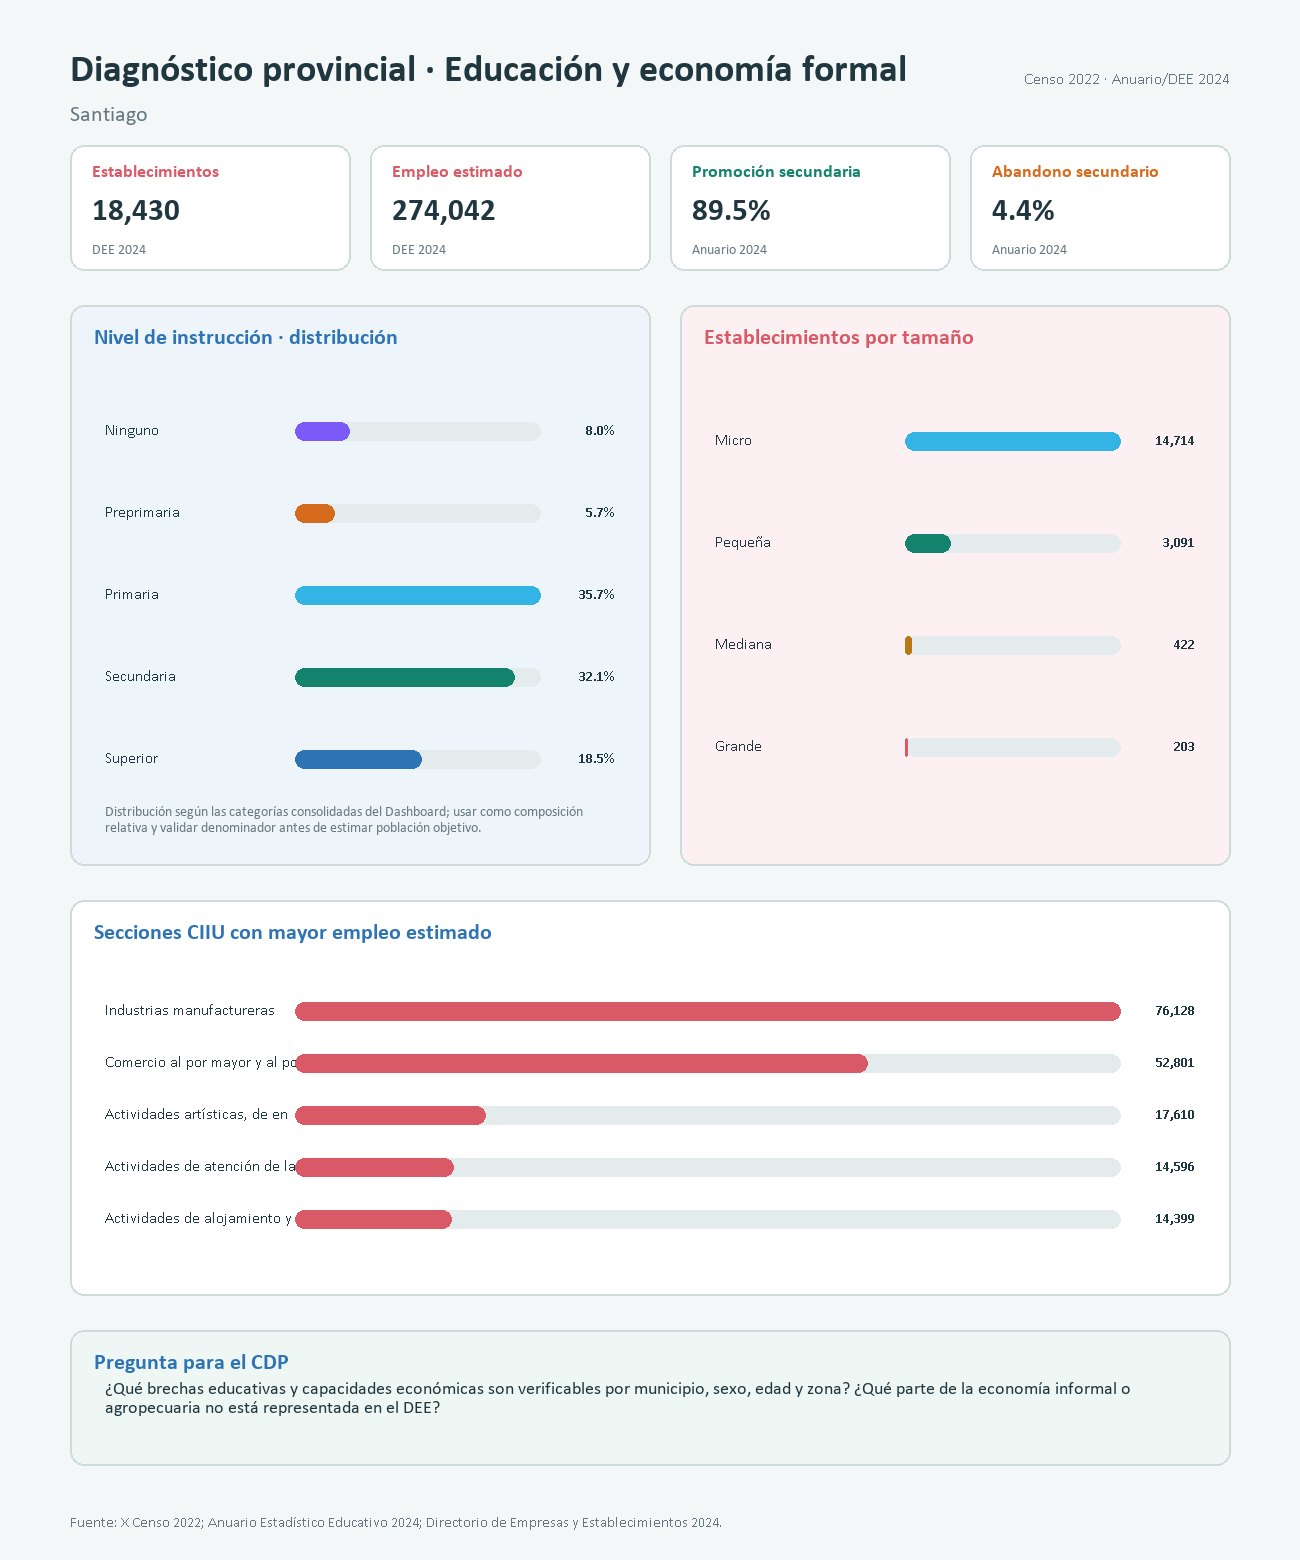 Diagnóstico provincial · Educación y economía formal
Censo 2022 · Anuario/DEE 2024
Santiago
Establecimientos
18,430
DEE 2024
Empleo estimado
274,042
DEE 2024
Promoción secundaria
89.5%
Anuario 2024
Abandono secundario
4.4%
Anuario 2024
Nivel de instrucción · distribución
Ninguno 8.0%
Preprimaria 5.7%
Primaria 35.7%
Secundaria 32.1%
Superior 18.5%
Distribución según las categorías consolidadas del Dashboard; usar como composición
relativa y validar denominador antes de estimar población objetivo.
Establecimientos por tamaño
Micro 14,714
Pequeña 3,091
Mediana 422
Grande 203
Secciones CIIU con mayor empleo estimado
Industrias manufactureras 76,128
Comercio al por mayor y al po 52,801
Actividades artísticas, de en 17,610
Actividades de atención de la 14,596
Actividades de alojamiento y 14,399
Pregunta para el CDP
¿Qué brechas educativas y capacidades económicas son verificables por municipio, sexo, edad y zona? ¿Qué parte de la economía informal o
agropecuaria no está representada en el DEE?
Fuente: X Censo 2022; Anuario Estadístico Educativo 2024; Directorio de Empresas y Establecimientos 2024.